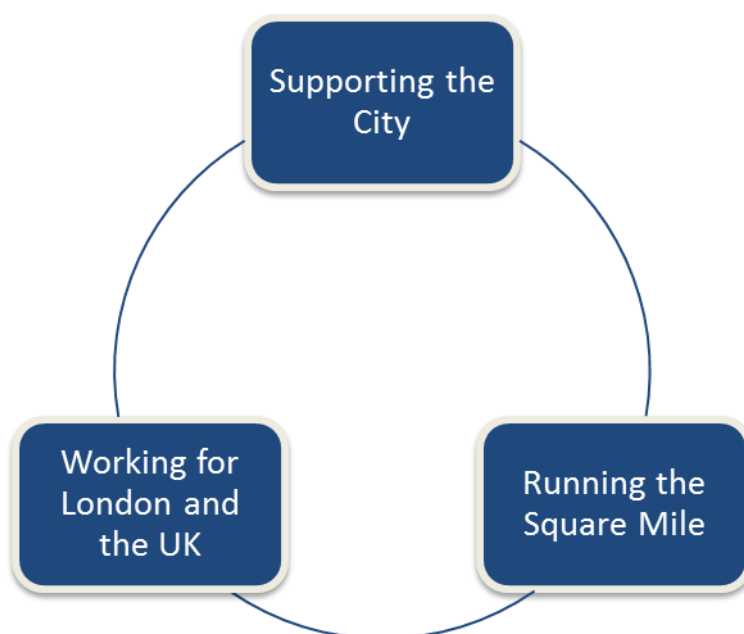 Supporting the
City
Working for
London and
the UK
Running the
Square Mile